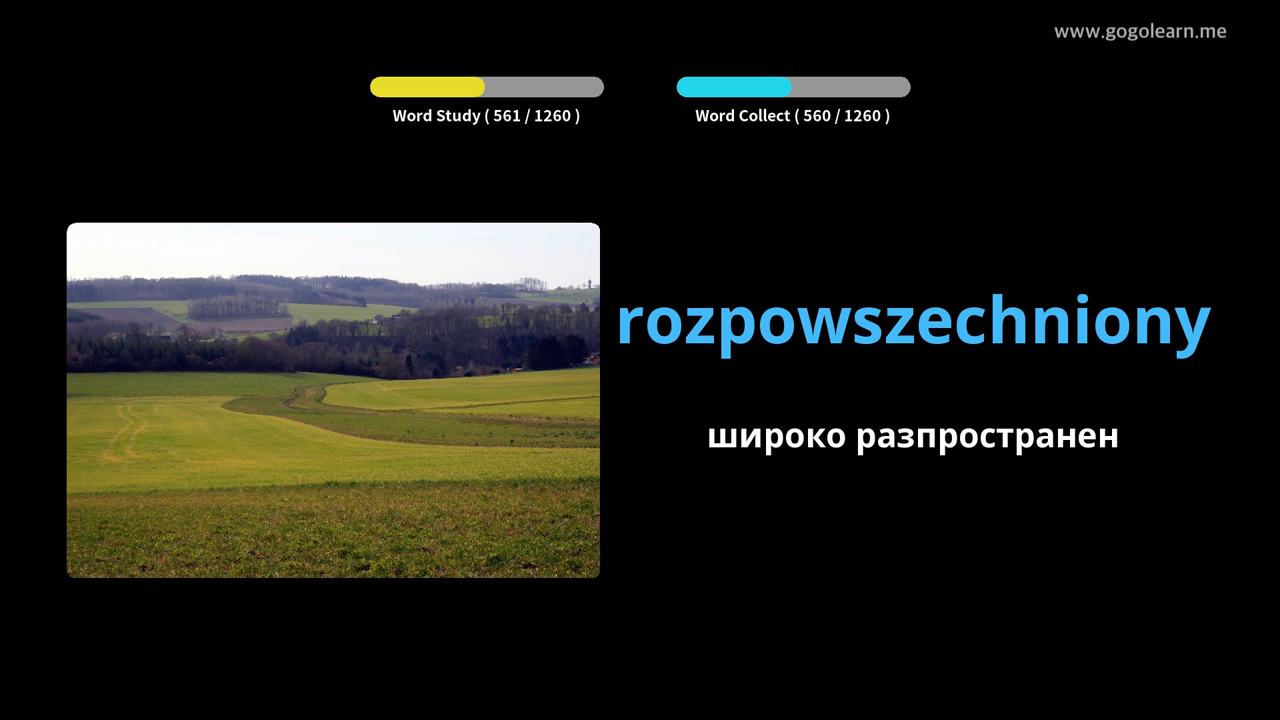 www.gogolearn.me
Word Study ( 561 / 1260 )
Word Collect ( 560 / 1260 )
rozpowszechniony
широко разпространен